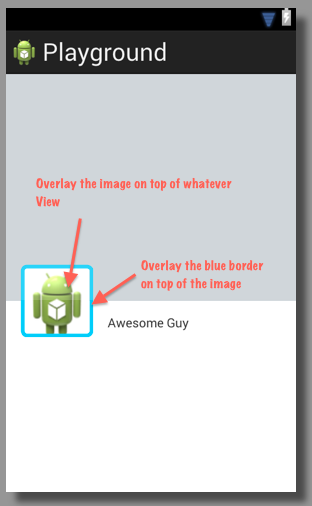 Playground
Overlay the image on top of whatever
View
Overlay the blue border
on top of the image
Awesome Guy